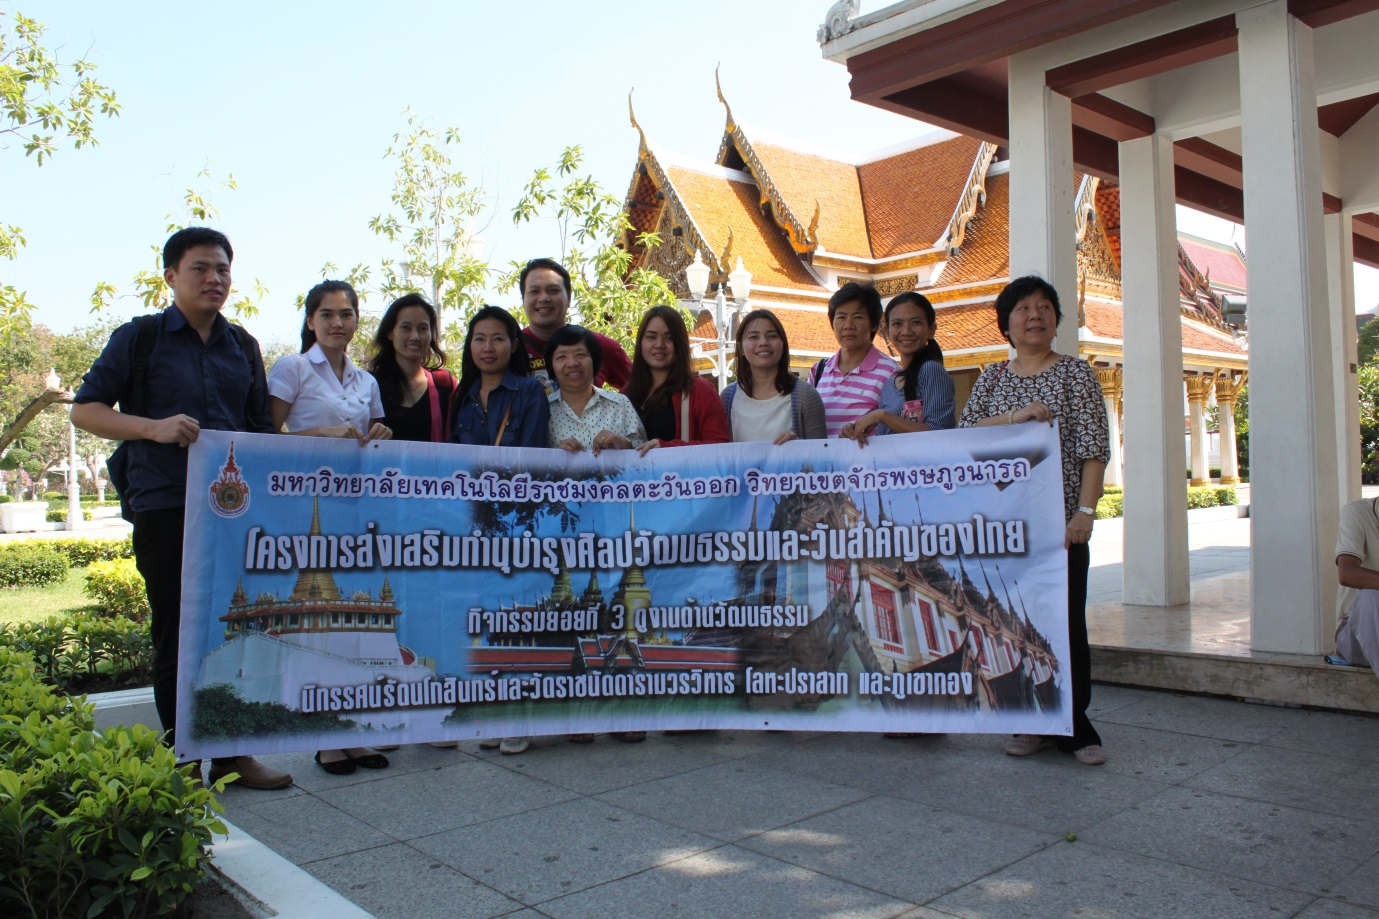 มหาวิทยาลัยเทคโนโลยีราชมงคลตะวันออก วิทยาเขตจักรพงษภูวนารถ
โครงการส่งเสริมทำนุบำรุงศิลปวัฒนธรรมและวันสำคัญของไทย
กิจกรรมย่อยที่ 3 ดูงานด้านวัฒนธรรม
นิทรรศน์รัตนโกสินทร์และวัดราชนัดดารามวรวิหาร โลหะปราสาท และภูเขาทอง